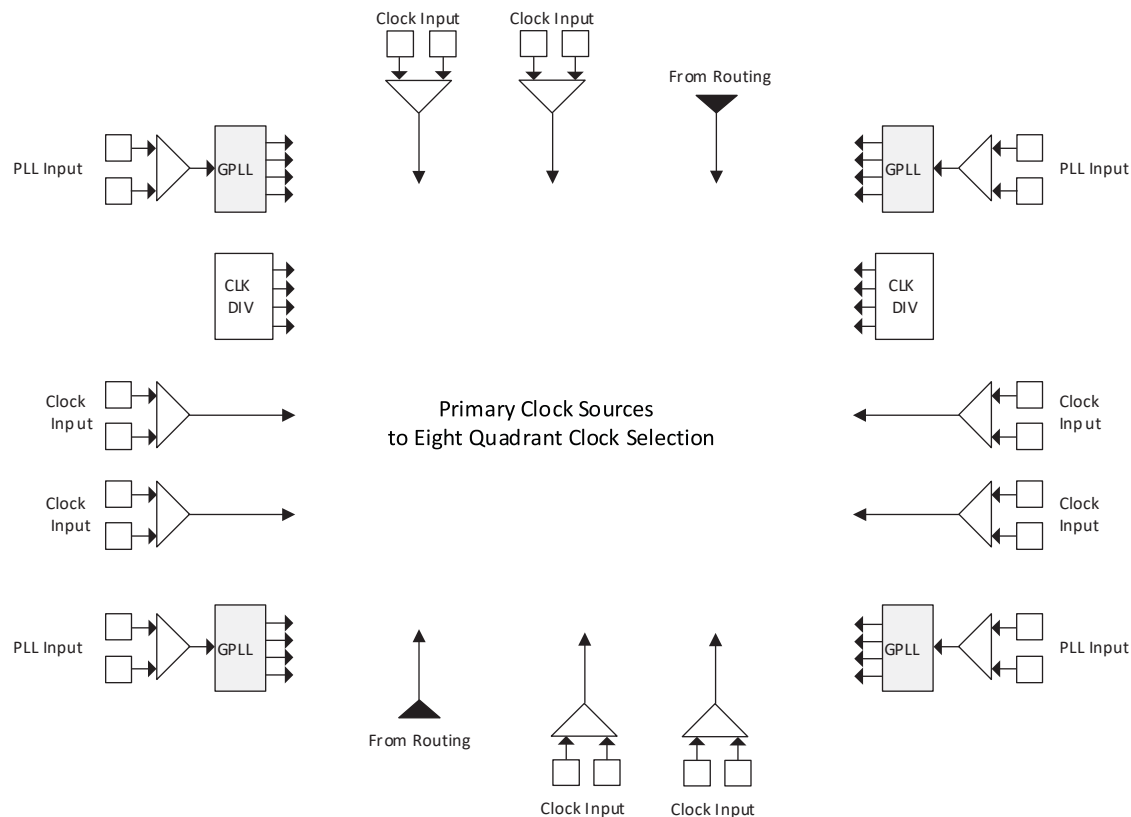 Clock Input
Clock Input
From Routing
PLL Input
GPLL
GPLL
PLL Input
CLK
DIV
CLK
DIV
Clock
Input
Primary Clock Sources
to Eight Quadrant Clock Selection
Clock
Input
Clock
Input
Clock
Input
PLL Input
GPLL
GPLL
PLL Input
From Routing
Clock Input
Clock Input